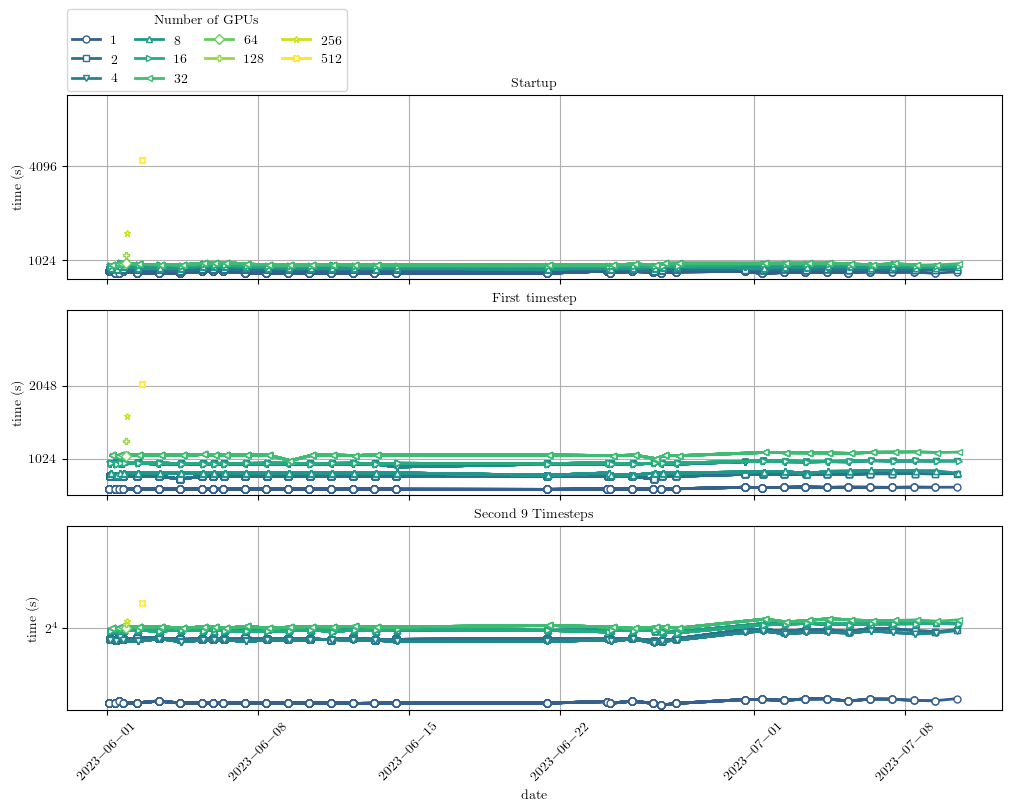 Number of GPUs
1 8 64 256
2 16 128 512
4 32
Startup
4096
1024
time (s)
First timestep
2048
1024
time (s)
Second 9 Timesteps
2⁴
time (s)
2023−06−01 2023−06−08 2023−06−15 2023−06−22 2023−07−01 2023−07−08
date